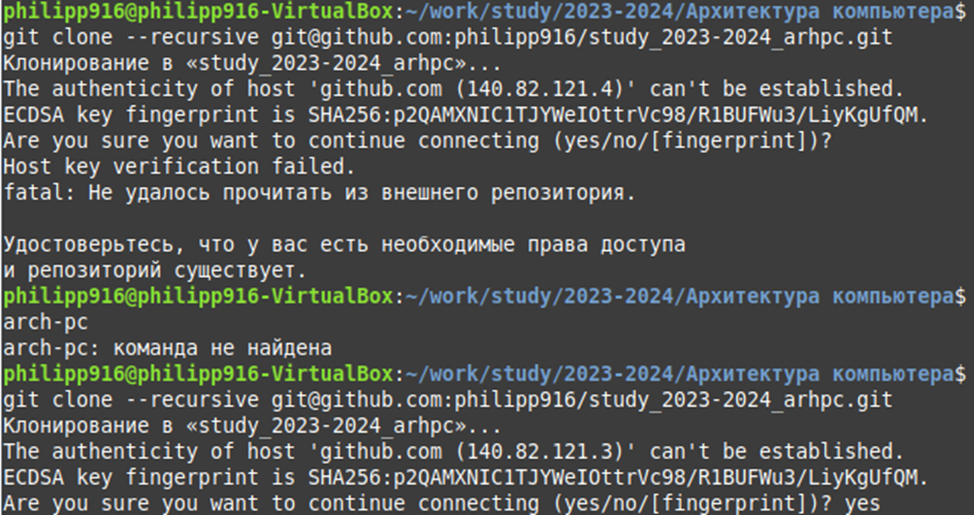 philipp916@philipp916-VirtualBox:~/work/study/2023-2024/Архитектура компьютера$
git clone --recursive git@github.com:philipp916/study_2023-2024_arhpc.git
Клонирование в «study_2023-2024_arhpc»...
The authenticity of host 'github.com (140.82.121.4)' can't be established.
ECDSA key fingerprint is SHA256:p2QAMXNIC1TJYWeIOttrVc98/R1BUFWu3/LiyKgUfQM.
Are you sure you want to continue connecting (yes/no/[fingerprint])?
Host key verification failed.
fatal: Не удалось прочитать из внешнего репозитория.

Удостоверьтесь, что у вас есть необходимые права доступа
и репозиторий существует.
philipp916@philipp916-VirtualBox:~/work/study/2023-2024/Архитектура компьютера$
arch-pc
arch-pc: команда не найдена
philipp916@philipp916-VirtualBox:~/work/study/2023-2024/Архитектура компьютера$
git clone --recursive git@github.com:philipp916/study_2023-2024_arhpc.git
Клонирование в «study_2023-2024_arhpc»...
The authenticity of host 'github.com (140.82.121.3)' can't be established.
ECDSA key fingerprint is SHA256:p2QAMXNIC1TJYWeIOttrVc98/R1BUFWu3/LiyKgUfQM.
Are you sure you want to continue connecting (yes/no/[fingerprint])? yes